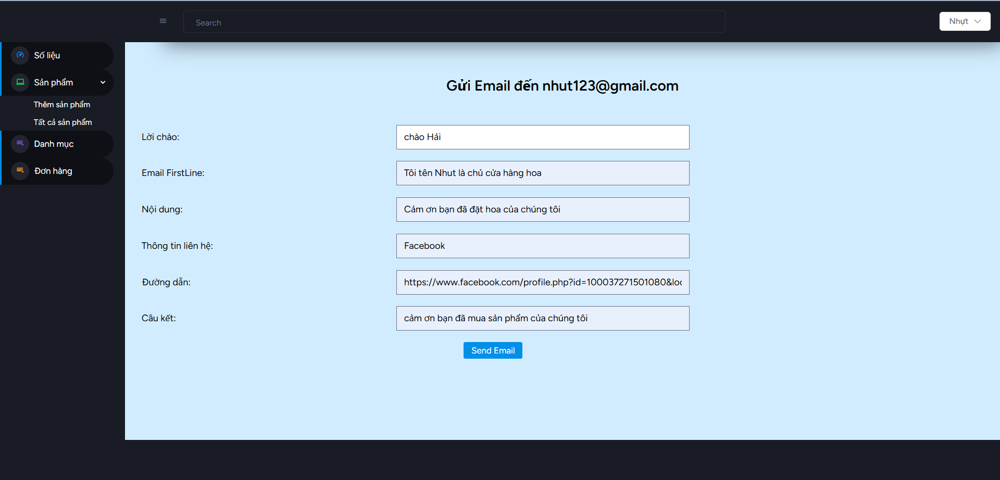 Search
Nhựt
Số liệu
Sản phẩm
Thêm sản phẩm
Tất cả sản phẩm
Danh mục
Đơn hàng
Gửi Email đến nhut123@gmail.com
Lời chào:
chào Hải
Email FirstLine:
Tôi tên Nhut là chủ cửa hàng hoa
Nội dung:
Cảm ơn bạn đã đặt hoa của chúng tôi
Thông tin liên hệ:
Facebook
Đường dẫn:
https://www.facebook.com/profile.php?id=100037271501080&loc
Câu kết:
cảm ơn bạn đã mua sản phẩm của chúng tôi
Send Email